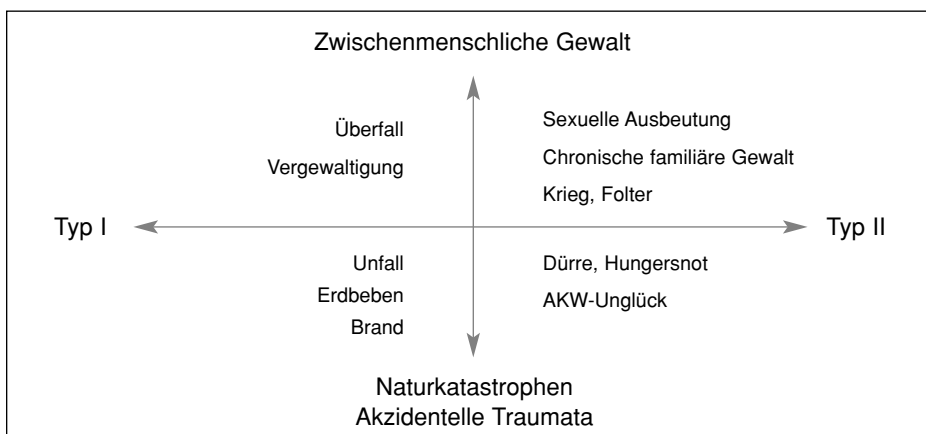 Zwischenmenschliche Gewalt
Überfall
Vergewaltigung
Sexuelle Ausbeutung
Chronische familiäre Gewalt
Krieg, Folter
Typ I
Typ II
Unfall
Erdbeben
Brand
Dürre, Hungersnot
AKW-Unglück
Naturkatastrophen
Akzidentelle Traumata